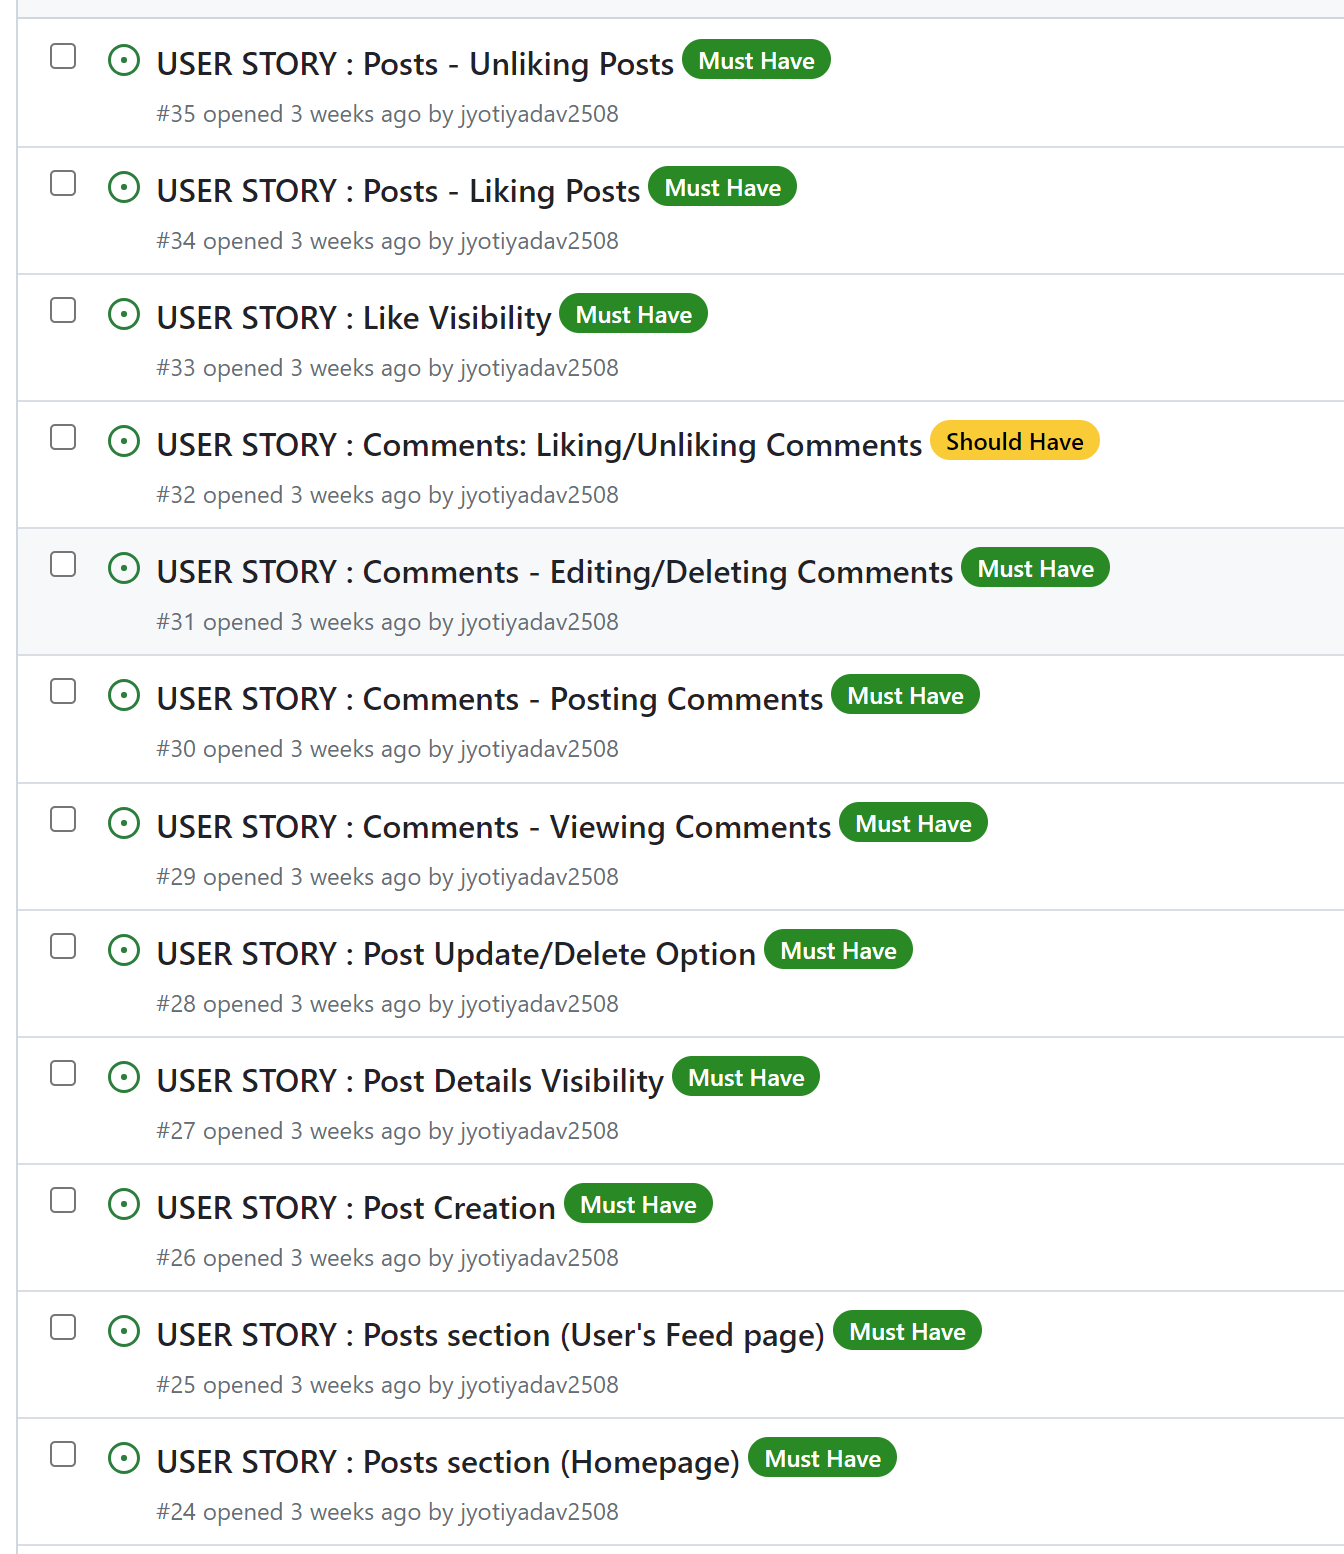 USER STORY : Posts - Unliking Posts Must Have
#35 opened 3 weeks ago by jyotiyadav2508
USER STORY : Posts - Liking Posts Must Have
#34 opened 3 weeks ago by jyotiyadav2508
USER STORY : Like Visibility Must Have
#33 opened 3 weeks ago by jyotiyadav2508
USER STORY : Comments: Liking/Unliking Comments Should Have
#32 opened 3 weeks ago by jyotiyadav2508
USER STORY : Comments - Editing/Deleting Comments Must Have
#31 opened 3 weeks ago by jyotiyadav2508
USER STORY : Comments - Posting Comments Must Have
#30 opened 3 weeks ago by jyotiyadav2508
USER STORY : Comments - Viewing Comments Must Have
#29 opened 3 weeks ago by jyotiyadav2508
USER STORY : Post Update/Delete Option Must Have
#28 opened 3 weeks ago by jyotiyadav2508
USER STORY : Post Details Visibility Must Have
#27 opened 3 weeks ago by jyotiyadav2508
USER STORY : Post Creation Must Have
#26 opened 3 weeks ago by jyotiyadav2508
USER STORY : Posts section (User's Feed page) Must Have
#25 opened 3 weeks ago by jyotiyadav2508
USER STORY : Posts section (Homepage) Must Have
#24 opened 3 weeks ago by jyotiyadav2508